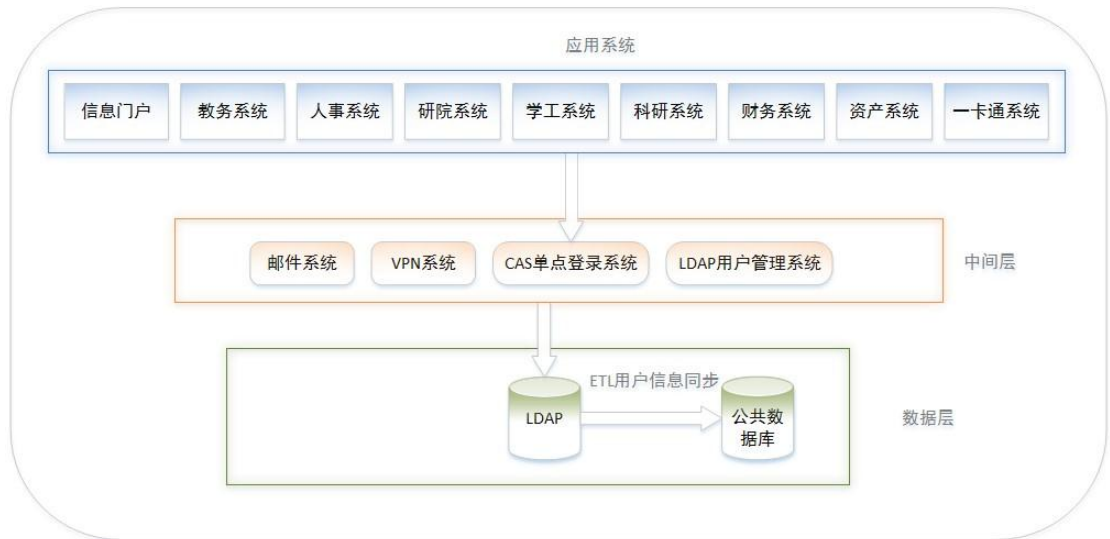 应用系统
信息门户
教务系统
人事系统
研院系统
学工系统
科研系统
财务系统
资产系统
一卡通系统
邮件系统
VPN系统
CAS单点登录系统
LDAP用户管理系统
中间层
ETL用户信息同步
LDAP
公共数
据库
数据层